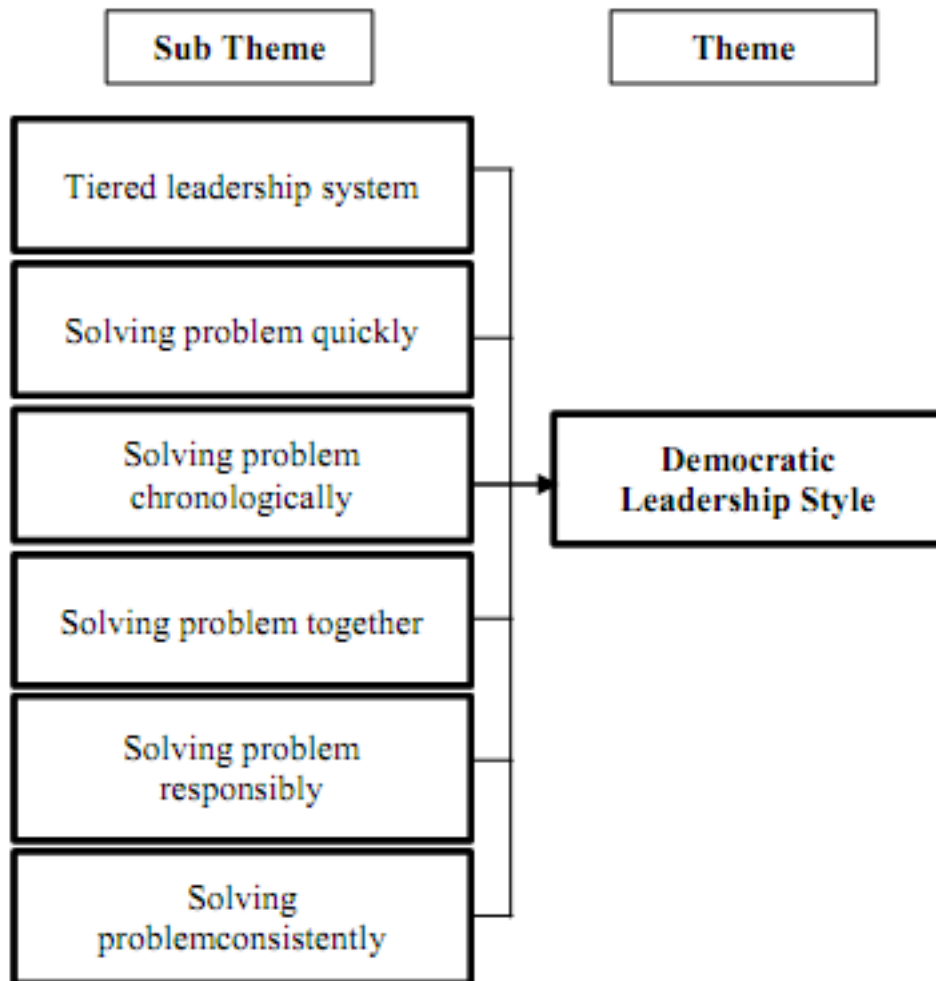 Sub Theme
Theme
Tiered leadership system
Solving problem quickly
Solving problem
chronologically
Solving problem together
Solving problem
responsibly
Solving
problemconsistently
Democratic
Leadership Style